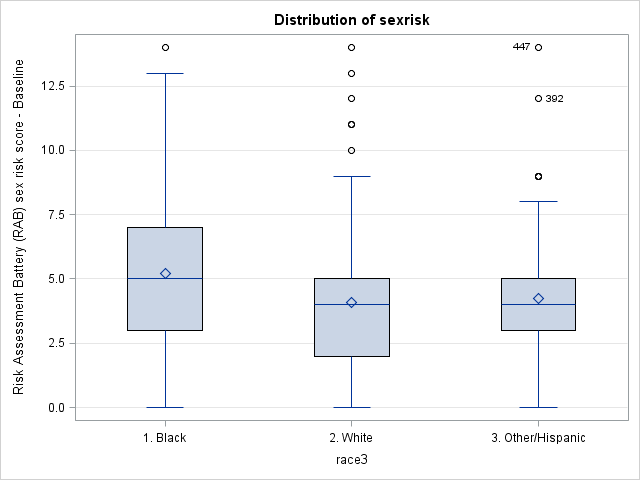 Distribution of sexrisk
Risk Assessment Battery (RAB) sex risk score - Baseline
12.5
10.0
7.5
5.0
2.5
0.0
447
392
1. Black
2. White
3. Other/Hispanic
race3